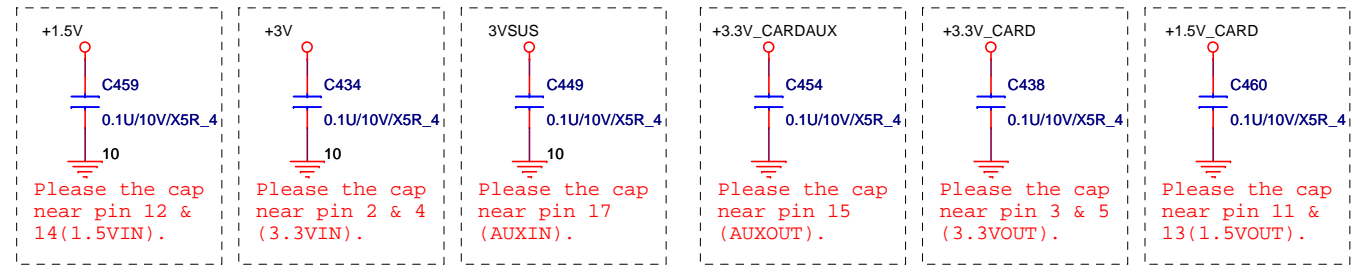 +1.5V
C459
0.1U/10V/X5R_4
10
Please the cap
near pin 12 &
14(1.5VIN).
+3V
C434
0.1U/10V/X5R_4
10
Please the cap
near pin 2 & 4
(3.3VIN).
3VSUS
C449
0.1U/10V/X5R_4
10
Please the cap
near pin 17
(AUXIN).
+3.3V_CARDAUX
C454
0.1U/10V/X5R_4
Please the cap
near pin 15
(AUXOUT).
+3.3V_CARD
C438
0.1U/10V/X5R_4
Please the cap
near pin 3 & 5
(3.3VOUT).
+1.5V_CARD
C460
0.1U/10V/X5R_4
Please the cap
near pin 11 &
13(1.5VOUT).